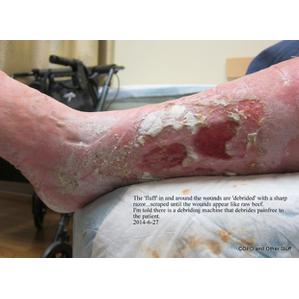 The 'fluff' in and around the wounds are 'debrided' with a sharp
razor...scraped until the wounds appear like raw beef.
I'm told there is a debriding machine that debrides painfree to
the patient.
2014-6-27
COPD and Other Stuff